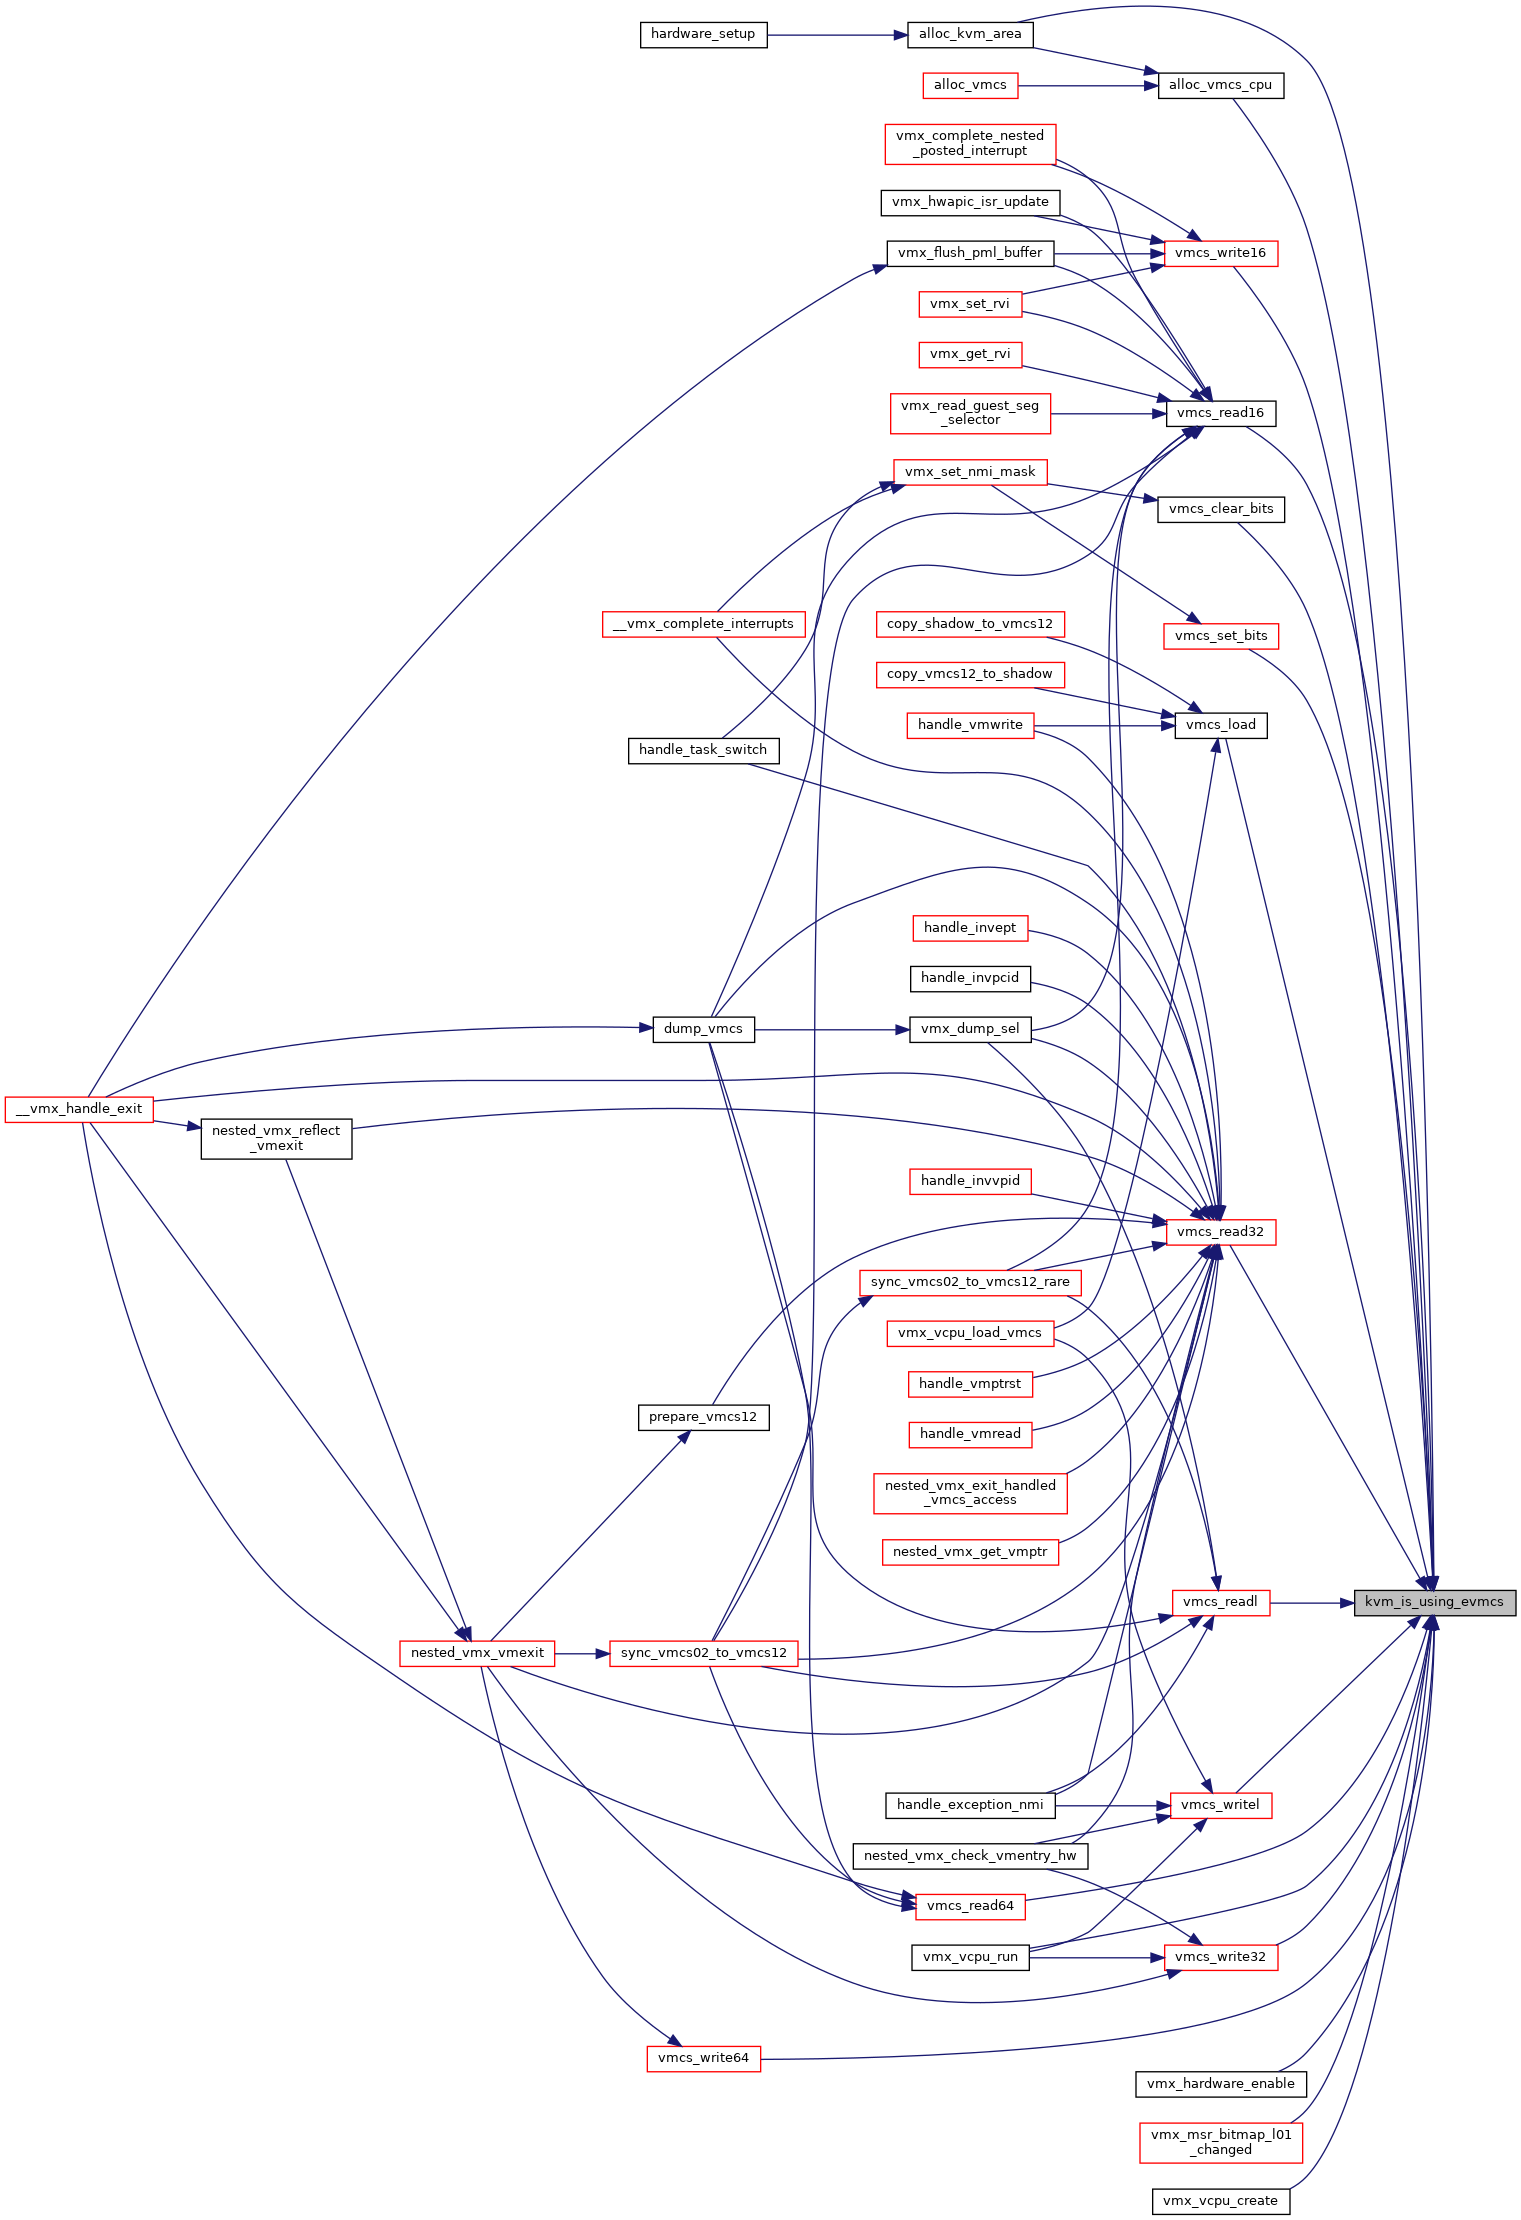 hardware_setup
alloc_kvm_area
alloc_vmcs
alloc_vmcs_cpu
vmx_complete_nested
_posted_interrupt
vmx_hwapic_isr_update
vmx_flush_pml_buffer
vmcs_write16
vmx_set_rvi
vmx_get_rvi
vmx_read_guest_seg
_selector
vmcs_read16
vmx_set_nmi_mask
vmcs_clear_bits
__vmx_complete_interrupts
copy_shadow_to_vmcs12
vmcs_set_bits
copy_vmcs12_to_shadow
handle_vmwrite
vmcs_load
handle_task_switch
handle_invept
handle_invpcid
dump_vmcs
vmx_dump_sel
__vmx_handle_exit
nested_vmx_reflect
_vmexit
handle_invvpid
vmcs_read32
sync_vmcs02_to_vmcs12_rare
vmx_vcpu_load_vmcs
handle_vmptrst
prepare_vmcs12
handle_vmread
nested_vmx_exit_handled
_vmcs_access
nested_vmx_get_vmptr
vmcs_readl
kvm_is_using_evmcs
nested_vmx_vmexit
sync_vmcs02_to_vmcs12
handle_exception_nmi
vmcs_writel
nested_vmx_check_vmentry_hw
vmcs_read64
vmx_vcpu_run
vmcs_write32
vmcs_write64
vmx_hardware_enable
vmx_msr_bitmap_l01
_changed
vmx_vcpu_create